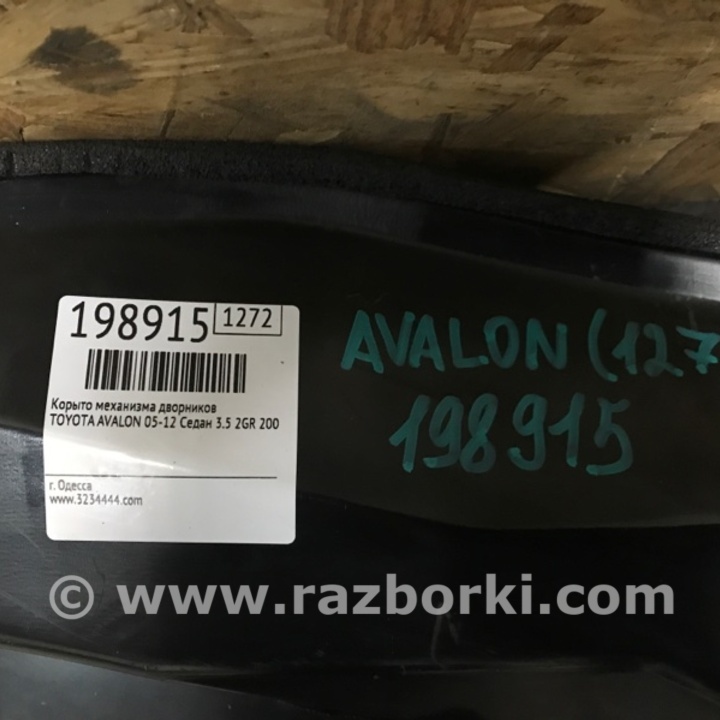 198915 1272
Корыто механизма дворников
TOYOTA AVALON 05-12 Седан 3.5 2GR 200
г. Одесса
www.3234444.com
AVALON (127
198915
© www.razborki.com